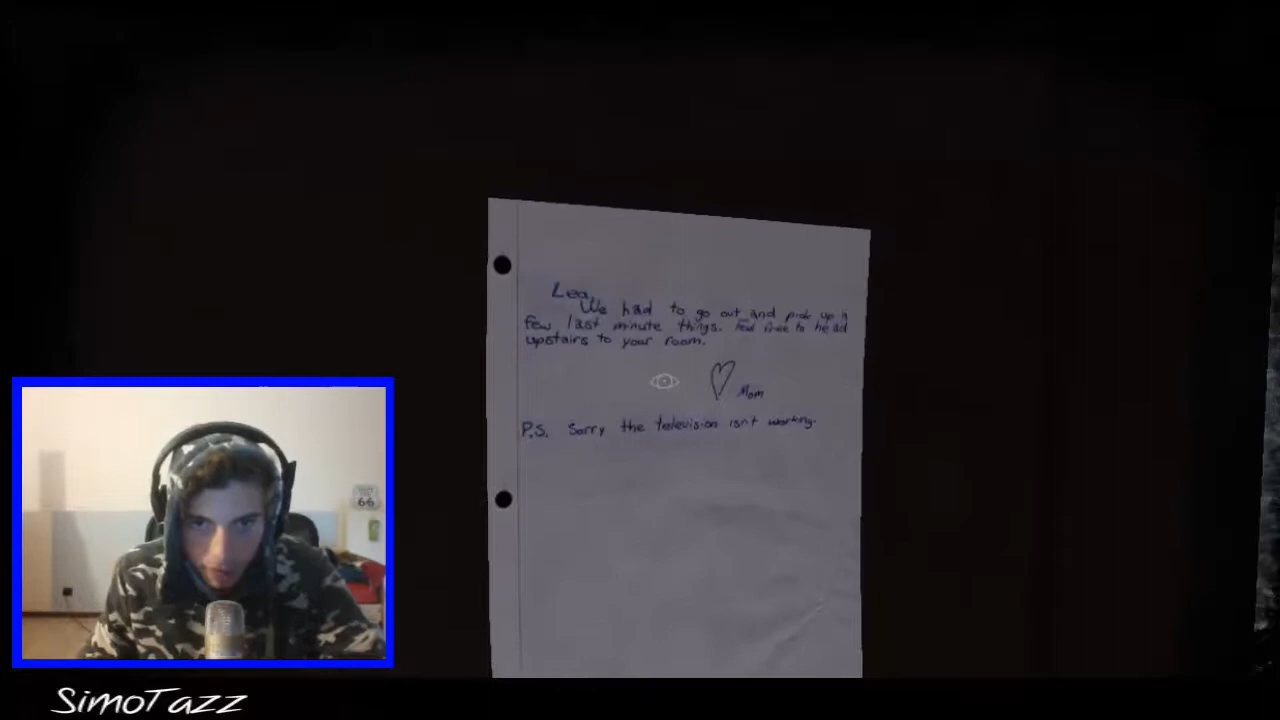 Lea,
We had to go out and pick up a
few last minute things. Feel free to head
upstairs to your room.
Mom
P.S. Sorry the television isn't working.
66
SimoTazz